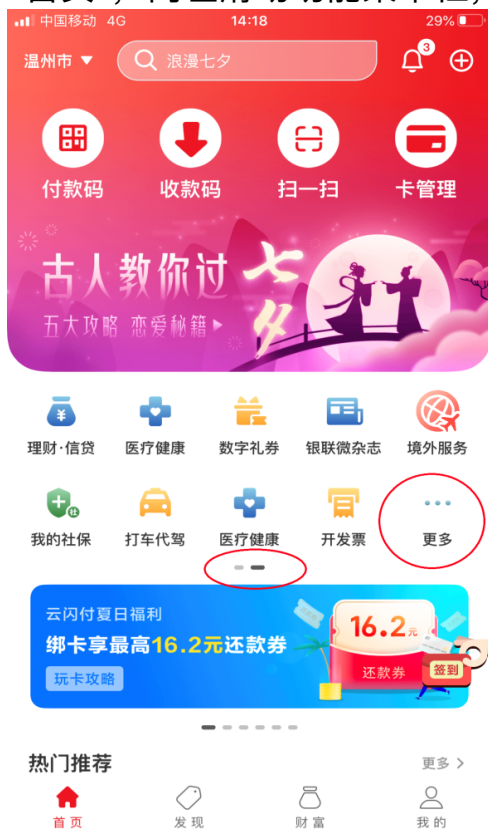 中国移动 4G 14:18 29%
温州市 浪漫七夕 3
付款码 收款码 扫一扫 卡管理
古人教你过七夕
五大攻略 恋爱秘籍
理财·信贷 医疗健康 数字礼券 银联微杂志 境外服务
我的社保 打车代驾 医疗健康 开发票 更多
云闪付夏日福利
绑卡享最高16.2元还款券
玩卡攻略
16.2元
还款券
签到
热门推荐 更多
首页 发现 财富 我的